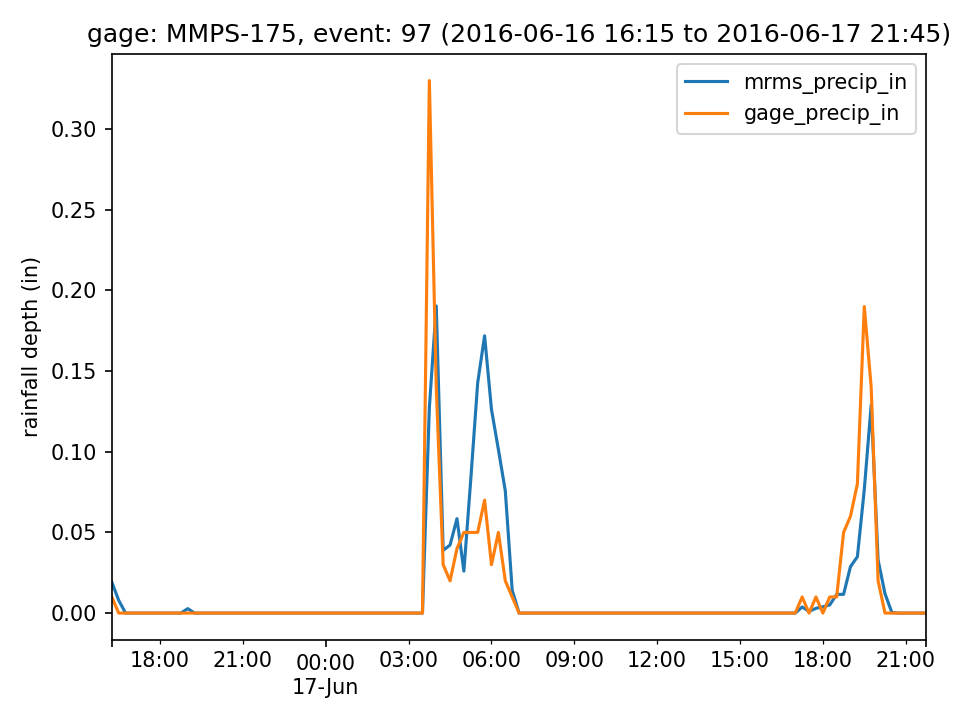 gage: MMPS-175, event: 97 (2016-06-16 16:15 to 2016-06-17 21:45)
mrms_precip_in
gage_precip_in
rainfall depth (in)
0.30
0.25
0.20
0.15
0.10
0.05
0.00
18:00 21:00 00:00 03:00 06:00 09:00 12:00 15:00 18:00 21:00
17-Jun